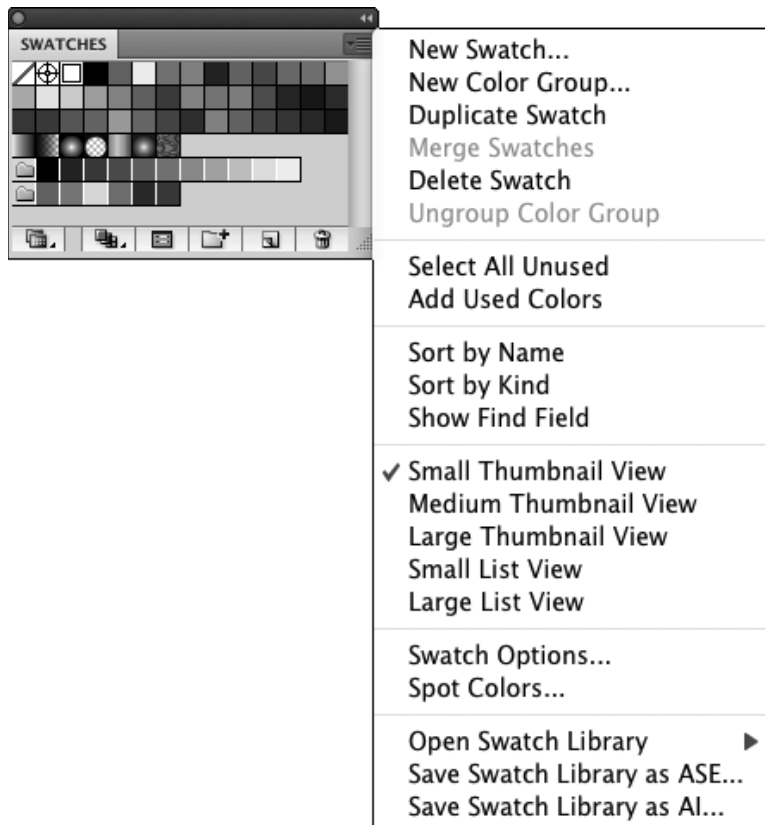 SWATCHES
New Swatch...
New Color Group...
Duplicate Swatch
Merge Swatches
Delete Swatch
Ungroup Color Group
Select All Unused
Add Used Colors
Sort by Name
Sort by Kind
Show Find Field
Small Thumbnail View
Medium Thumbnail View
Large Thumbnail View
Small List View
Large List View
Swatch Options...
Spot Colors...
Open Swatch Library
Save Swatch Library as ASE...
Save Swatch Library as AI...